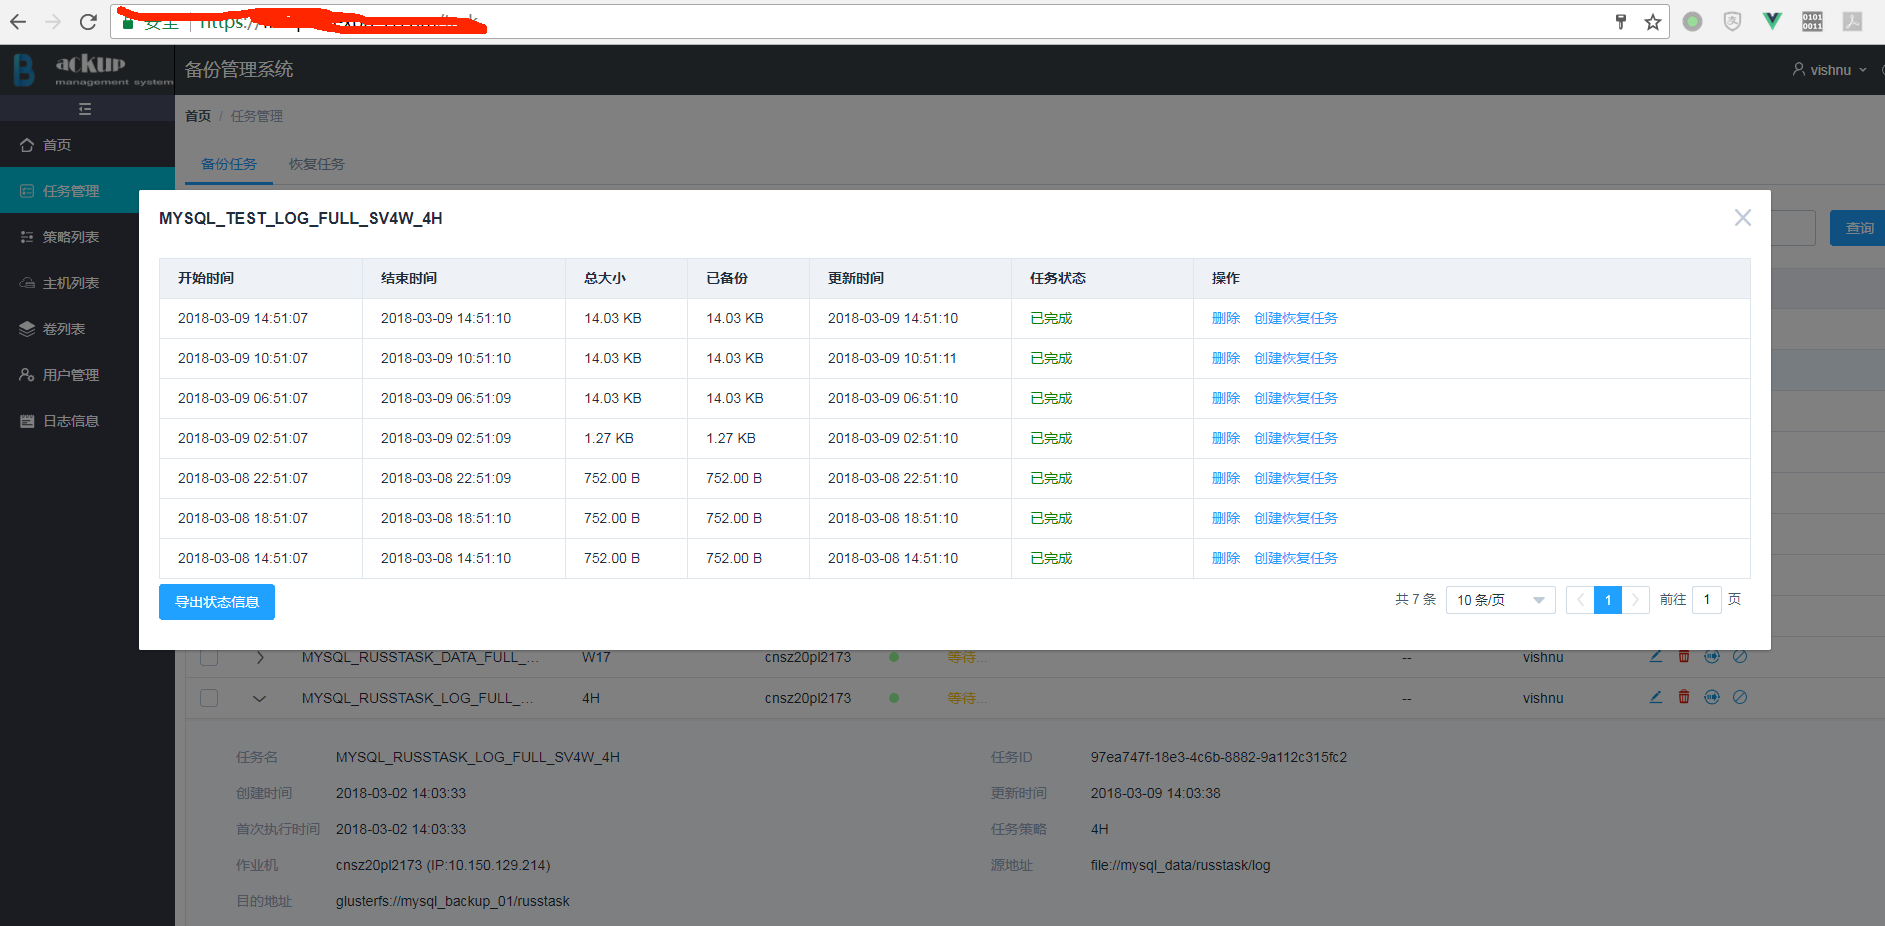 安全 https://
ackup
management system
备份管理系统
vishnu
首页 / 任务管理
首页
备份任务 恢复任务
任务管理
策略列表
主机列表
卷列表
用户管理
日志信息
查询
MYSQL_TEST_LOG_FULL_SV4W_4H
开始时间 结束时间 总大小 已备份 更新时间 任务状态 操作
2018-03-09 14:51:07 2018-03-09 14:51:10 14.03 KB 14.03 KB 2018-03-09 14:51:10 已完成 删除 创建恢复任务
2018-03-09 10:51:07 2018-03-09 10:51:10 14.03 KB 14.03 KB 2018-03-09 10:51:11 已完成 删除 创建恢复任务
2018-03-09 06:51:07 2018-03-09 06:51:09 14.03 KB 14.03 KB 2018-03-09 06:51:10 已完成 删除 创建恢复任务
2018-03-09 02:51:07 2018-03-09 02:51:09 1.27 KB 1.27 KB 2018-03-09 02:51:10 已完成 删除 创建恢复任务
2018-03-08 22:51:07 2018-03-08 22:51:09 752.00 B 752.00 B 2018-03-08 22:51:10 已完成 删除 创建恢复任务
2018-03-08 18:51:07 2018-03-08 18:51:10 752.00 B 752.00 B 2018-03-08 18:51:10 已完成 删除 创建恢复任务
2018-03-08 14:51:07 2018-03-08 14:51:10 752.00 B 752.00 B 2018-03-08 14:51:10 已完成 删除 创建恢复任务
导出状态信息 共 7 条 10 条/页 1 前往 1 页
MYSQL_RUSSTASK_DATA_FULL_... W17 cnsz20pl2173 等待... -- vishnu
MYSQL_RUSSTASK_LOG_FULL_... 4H cnsz20pl2173 等待... -- vishnu
任务名 MYSQL_RUSSTASK_LOG_FULL_SV4W_4H 任务ID 97ea747f-18e3-4c6b-8882-9a112c315fc2
创建时间 2018-03-02 14:03:33 更新时间 2018-03-09 14:03:38
首次执行时间 2018-03-02 14:03:33 任务策略 4H
作业机 cnsz20pl2173 (IP:10.150.129.214) 源地址 file://mysql_data/russtask/log
目的地址 glusterfs://mysql_backup_01/russtask